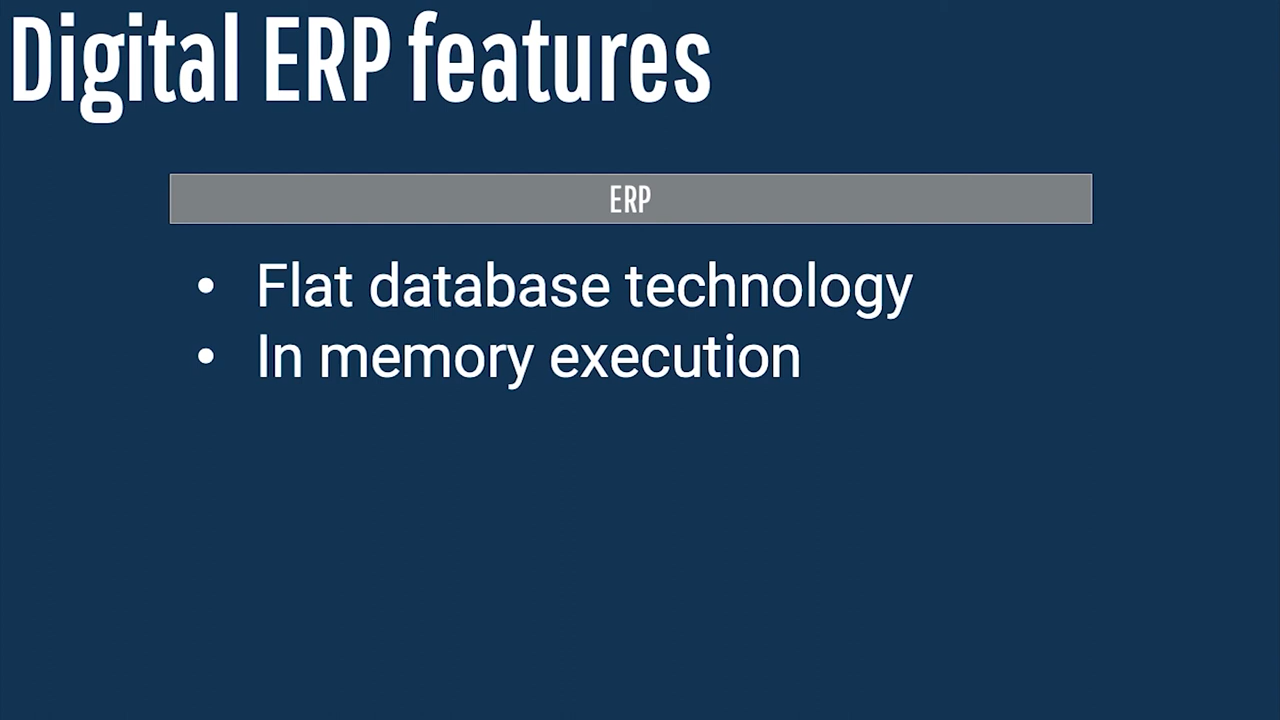 Digital ERP features
ERP
• Flat database technology
• In memory execution